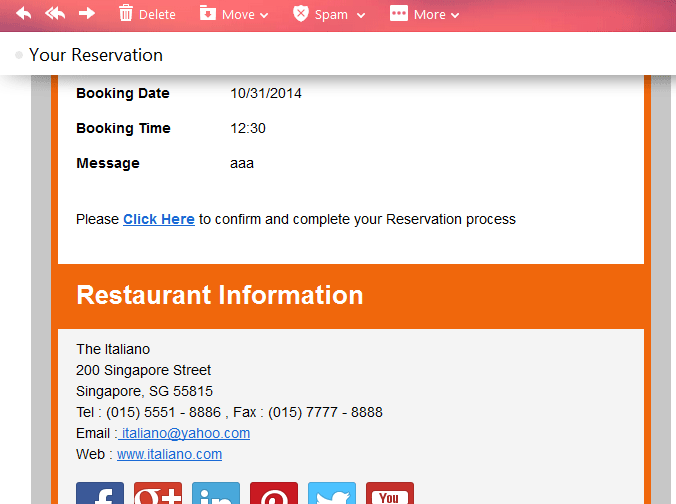 Delete Move Spam More
Your Reservation
Booking Date 10/31/2014
Booking Time 12:30
Message aaa
Please Click Here to confirm and complete your Reservation process
Restaurant Information
The Italiano
200 Singapore Street
Singapore, SG 55815
Tel : (015) 5551 - 8886 , Fax : (015) 7777 - 8888
Email : italiano@yahoo.com
Web : www.italiano.com
f g+ in You